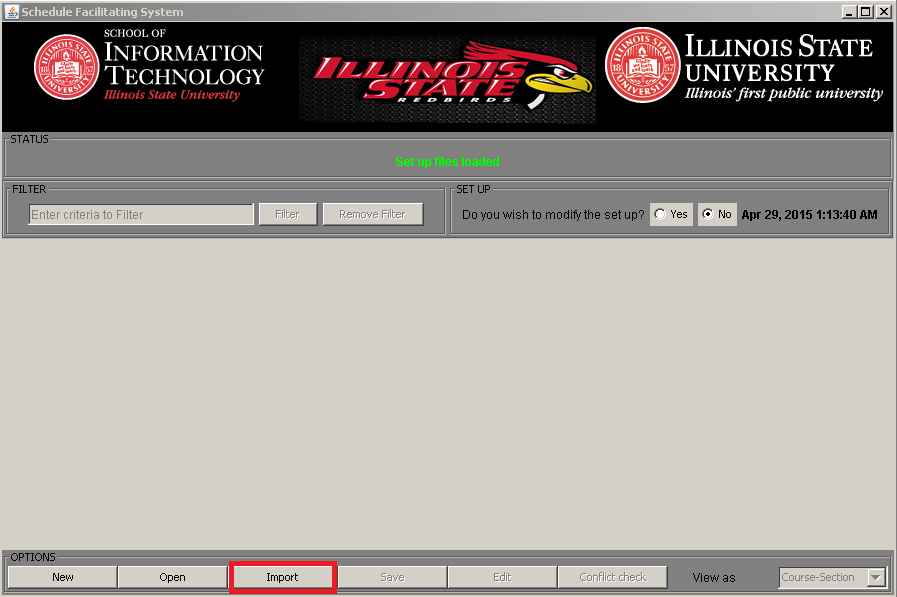 Schedule Facilitating System
SCHOOL OF
INFORMATION
TECHNOLOGY
Illinois State University
ILLINOIS
STATE
REDBIRDS
ILLINOIS STATE
UNIVERSITY
Illinois' first public university
STATUS
Set up files loaded
FILTER
Enter criteria to Filter
Filter
Remove Filter
SET UP
Do you wish to modify the set up?
Yes
No
Apr 29, 2015 1:13:40 AM
OPTIONS
New
Open
Import
Save
Edit
Conflict check
View as
Course-Section